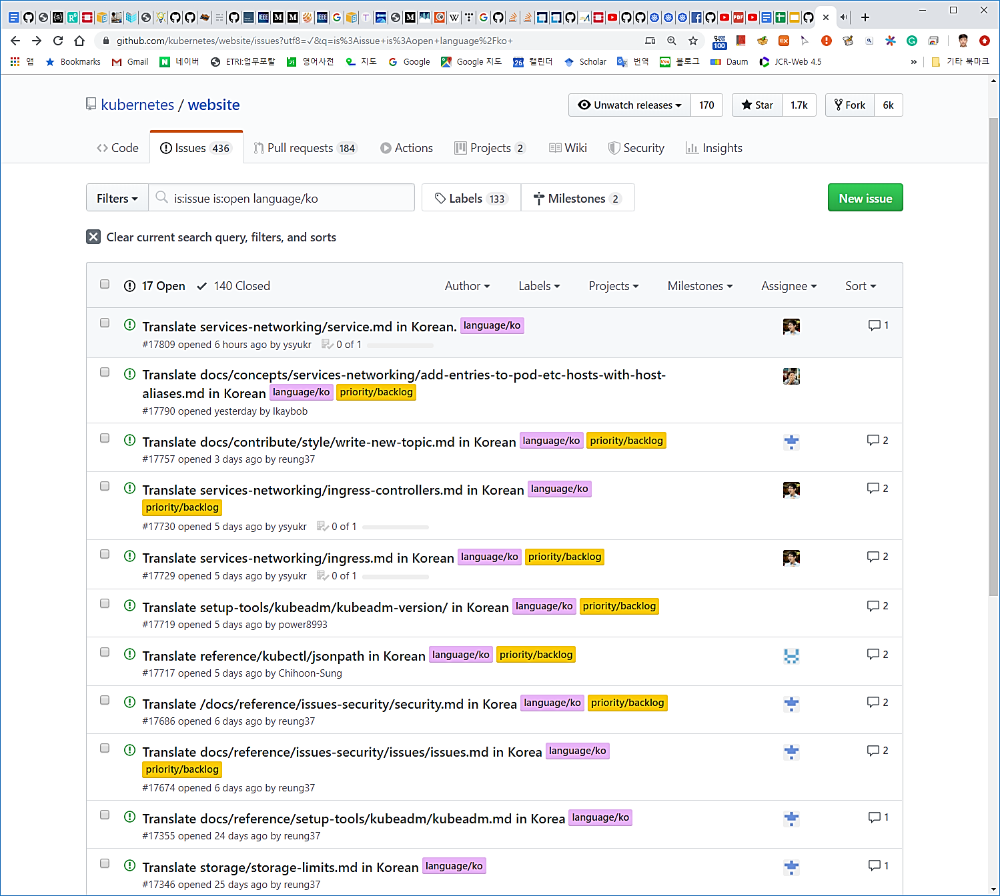 github.com/kubernetes/website/issues?utf8=✓&q=is%3Aissue+is%3Aopen+language%2Fko+
100
앱 Bookmarks Gmail 네이버 ETRI:업무포탈 영어사전 지도 Google Google 지도 26 캘린더 Scholar 번역 블로그 Daum JCR-Web 4.5 » 기타 북마크
kubernetes / website
Unwatch releases 170 Star 1.7k Fork 6k
Code Issues 436 Pull requests 184 Actions Projects 2 Wiki Security Insights
Filters is:issue is:open language/ko Labels 133 Milestones 2 New issue
Clear current search query, filters, and sorts
17 Open 140 Closed Author Labels Projects Milestones Assignee Sort
Translate services-networking/service.md in Korean. language/ko 1
#17809 opened 6 hours ago by ysyukr 0 of 1
Translate docs/concepts/services-networking/add-entries-to-pod-etc-hosts-with-host-
aliases.md in Korean language/ko priority/backlog
#17790 opened yesterday by lkaybob
Translate docs/contribute/style/write-new-topic.md in Korean language/ko priority/backlog 2
#17757 opened 3 days ago by reung37
Translate services-networking/ingress-controllers.md in Korean language/ko 2
priority/backlog
#17730 opened 5 days ago by ysyukr 0 of 1
Translate services-networking/ingress.md in Korean language/ko priority/backlog 2
#17729 opened 5 days ago by ysyukr 0 of 1
Translate setup-tools/kubeadm/kubeadm-version/ in Korean language/ko priority/backlog 2
#17719 opened 5 days ago by power8993
Translate reference/kubectl/jsonpath in Korean language/ko priority/backlog 2
#17717 opened 5 days ago by Chihoon-Sung
Translate /docs/reference/issues-security/security.md in Korea language/ko priority/backlog 2
#17686 opened 6 days ago by reung37
Translate docs/reference/issues-security/issues/issues.md in Korea language/ko 2
priority/backlog
#17674 opened 6 days ago by reung37
Translate docs/reference/setup-tools/kubeadm/kubeadm.md in Korea language/ko 1
#17355 opened 24 days ago by reung37
Translate storage/storage-limits.md in Korean language/ko 1
#17346 opened 25 days ago by reung37